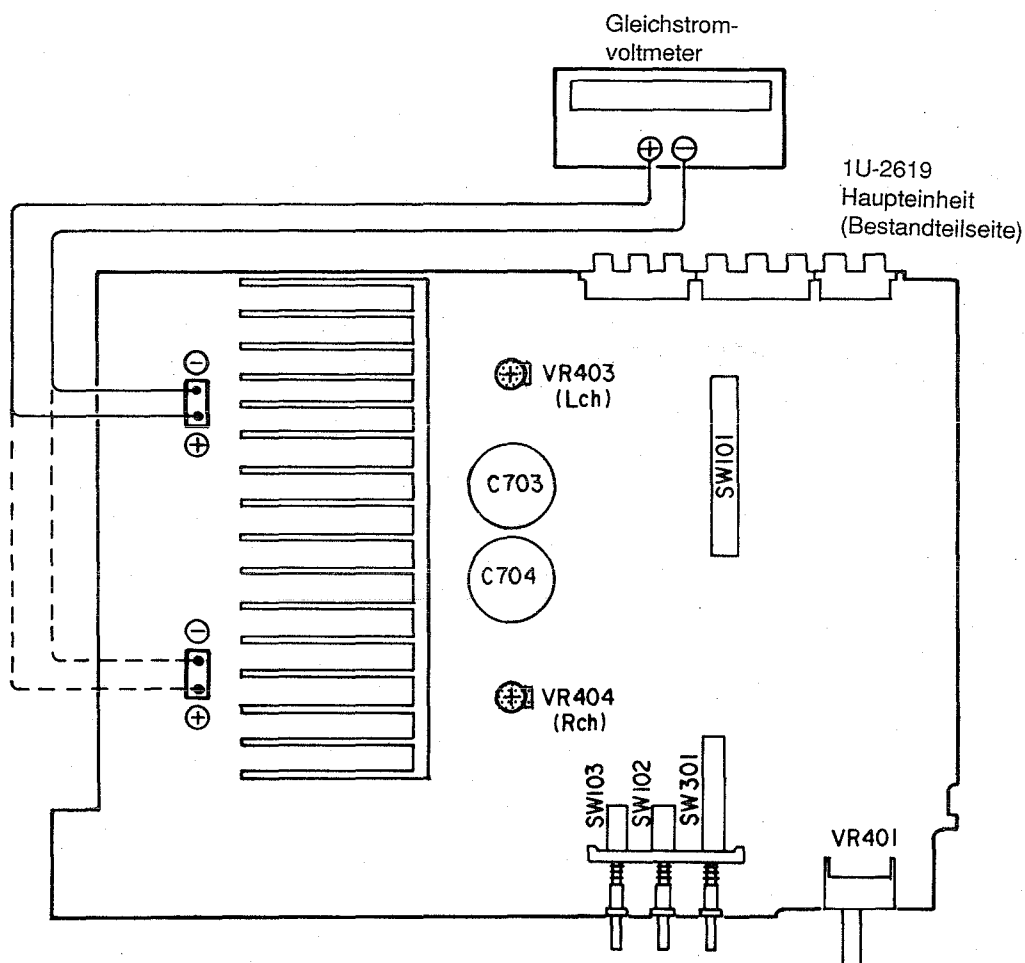 Gleichstrom-
voltmeter
⊕ ⊖
1U-2619
Haupteinheit
(Bestandteilseite)
⊖
⊕
VR403
(Lch)
SW101
C703
C704
⊖
⊕
VR404
(Rch)
SW103
SW102
SW301
VR401